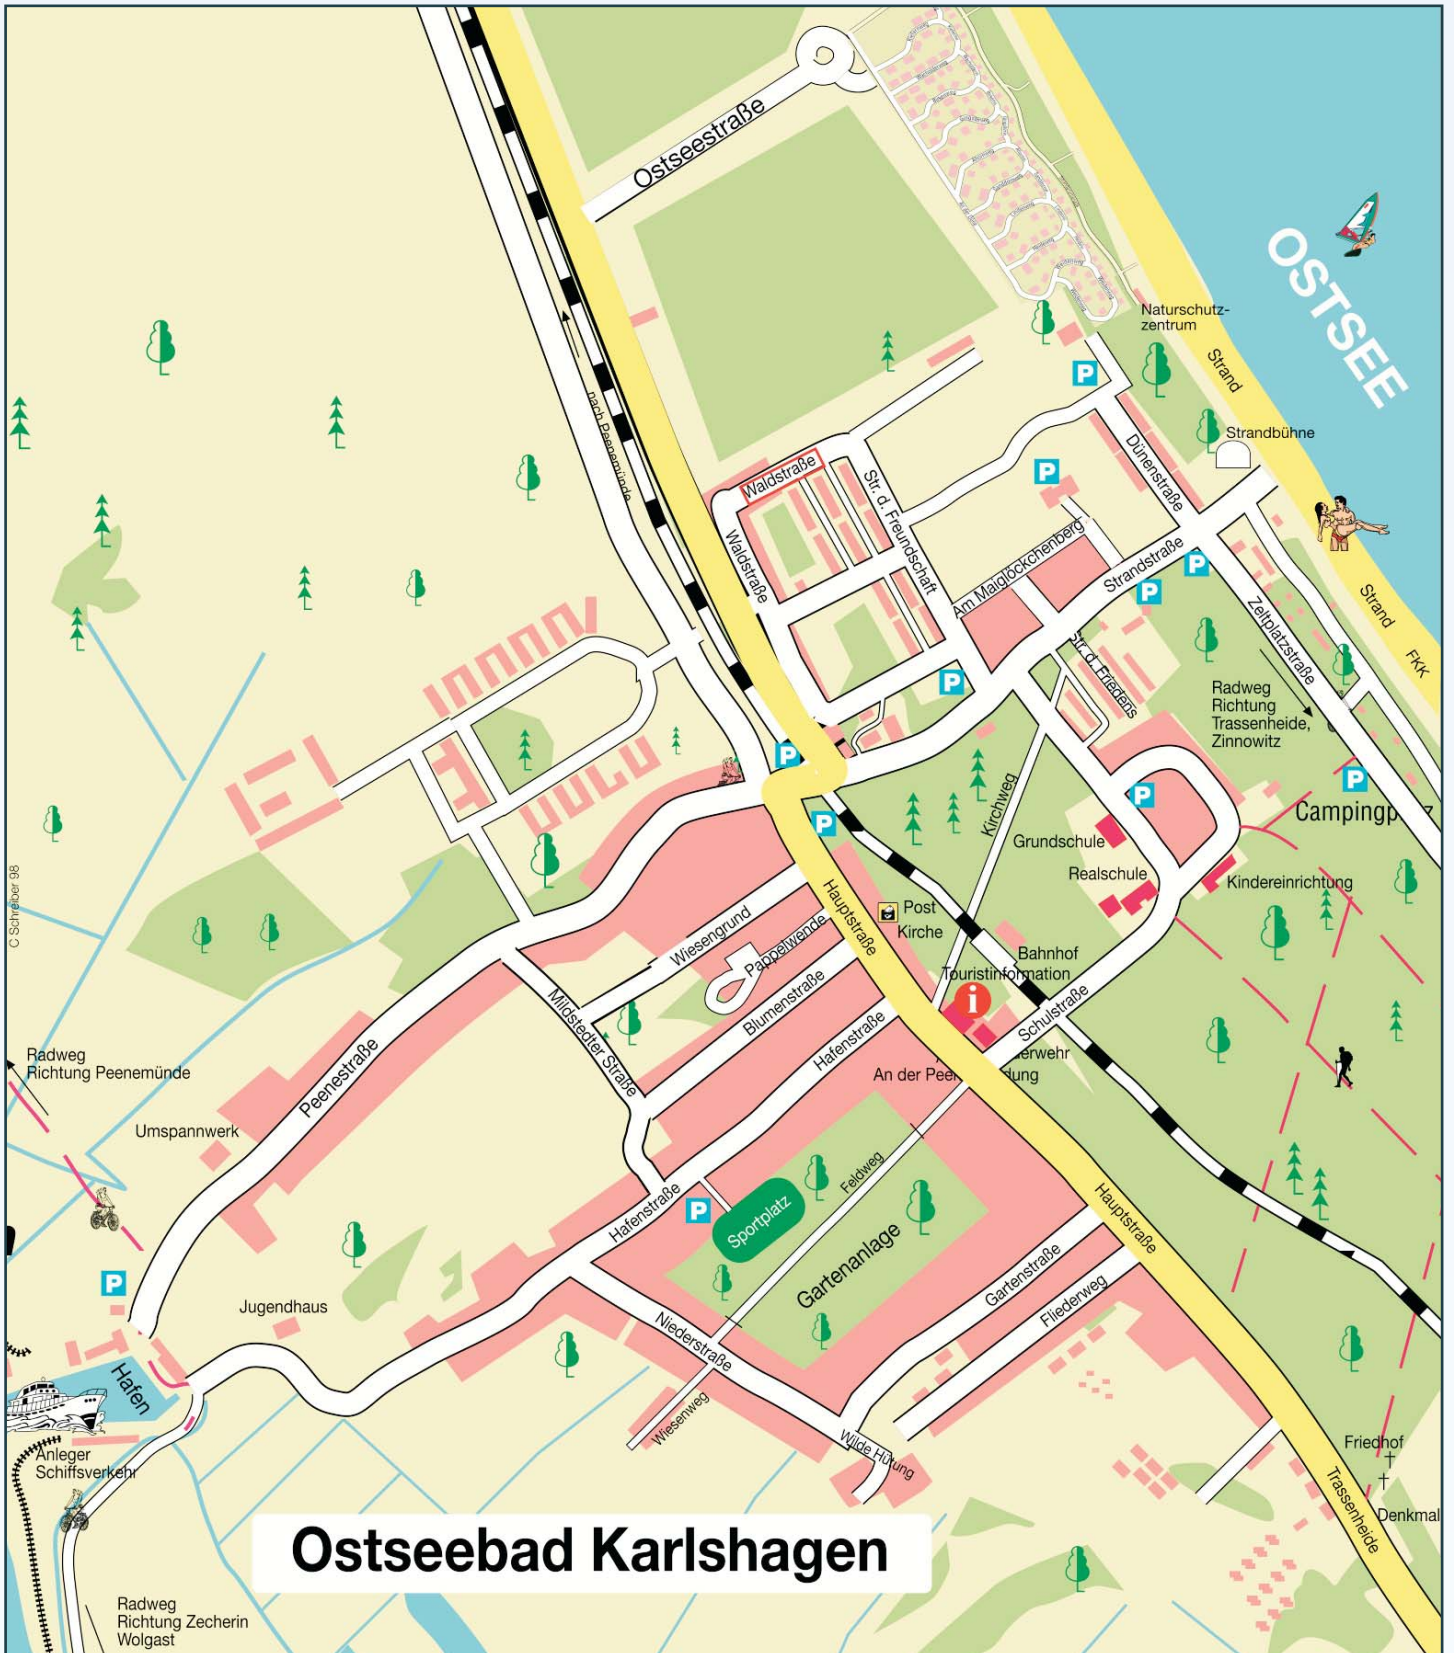 Ostseestraße
OSTSEE
Naturschutz-
zentrum
Strand
P
Strandbühne
nach Peenemünde
Waldstraße
Str. d. Freundschaft
Dünenstraße
P
Waldstraße
Am Maiglöckchenberg
Strandstraße
P
P
Zeltplatzstraße
Strand
FKK
Str. d. Friedens
P
Radweg
Richtung
Trassenheide,
Zinnowitz
P
P
P
P
Campingp
z
Kirchweg
Grundschule
Realschule
Kindereinrichtung
C Schreiber 98
Hauptstraße
Post
Kirche
Wiesengrund
Pappelwende
Bahnhof
Touristinformation
i
Blumenstraße
Mildstedter Straße
Hafenstraße
Schulstraße
erwehr
An der Peen
dung
Radweg
Richtung Peenemünde
Peenestraße
Umspannwerk
Feldweg
Hafenstraße
P
Sportplatz
Gartenanlage
Hauptstraße
P
Jugendhaus
Gartenstraße
Fliederweg
Niederstraße
Hafen
Wiesenweg
Wilde Hütung
Anleger
Schiffsverkehr
Friedhof
Trassenheide
Denkmal
Ostseebad Karlshagen
Radweg
Richtung Zecherin
Wolgast